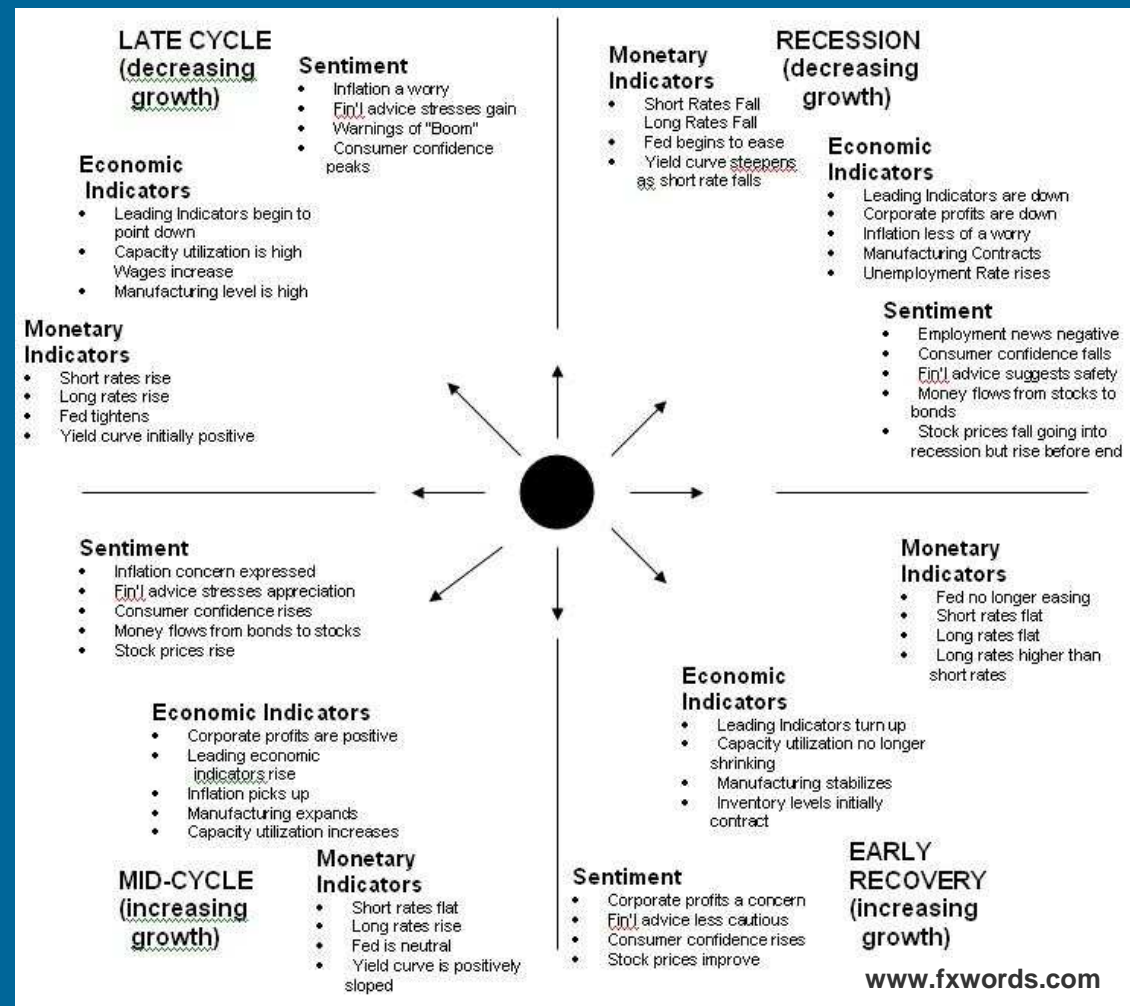 LATE CYCLE
(decreasing
growth)
Sentiment
• Inflation a worry
• Fin'l advice stresses gain
• Warnings of "Boom"
• Consumer confidence
peaks
Economic
Indicators
• Leading Indicators begin to
point down
• Capacity utilization is high
Wages increase
• Manufacturing level is high
Monetary
Indicators
• Short rates rise
• Long rates rise
• Fed tightens
• Yield curve initially positive
RECESSION
(decreasing
growth)
Monetary
Indicators
• Short Rates Fall
Long Rates Fall
• Fed begins to ease
• Yield curve steepens
as short rate falls
Economic
Indicators
• Leading Indicators are down
• Corporate profits are down
• Inflation less of a worry
• Manufacturing Contracts
• Unemployment Rate rises
Sentiment
• Employment news negative
• Consumer confidence falls
• Fin'l advice suggests safety
• Money flows from stocks to
bonds
• Stock prices fall going into
recession but rise before end
Sentiment
• Inflation concern expressed
• Fin'l advice stresses appreciation
• Consumer confidence rises
• Money flows from bonds to stocks
• Stock prices rise
Economic Indicators
• Corporate profits are positive
• Leading economic
indicators rise
• Inflation picks up
• Manufacturing expands
• Capacity utilization increases
MID-CYCLE
(increasing
growth)
Monetary
Indicators
• Short rates flat
• Long rates rise
• Fed is neutral
• Yield curve is positively
sloped
Monetary
Indicators
• Fed no longer easing
• Short rates flat
• Long rates flat
• Long rates higher than
short rates
Economic
Indicators
• Leading Indicators turn up
• Capacity utilization no longer
shrinking
• Manufacturing stabilizes
• Inventory levels initially
contract
EARLY
RECOVERY
(increasing
growth)
Sentiment
• Corporate profits a concern
• Fin'l advice less cautious
• Consumer confidence rises
• Stock prices improve
www.fxwords.com